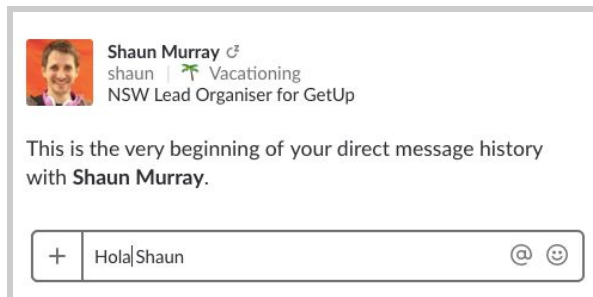 Shaun Murray
shaun | Vacationing
NSW Lead Organiser for GetUp
This is the very beginning of your direct message history
with Shaun Murray.
Hola Shaun